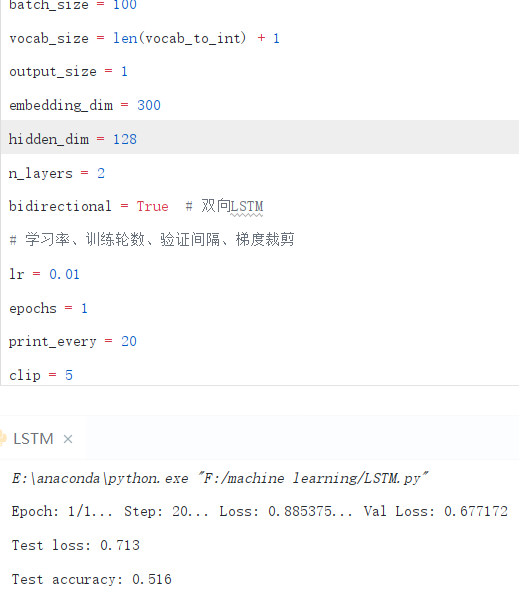 batch_size = 100
vocab_size = len(vocab_to_int) + 1
output_size = 1
embedding_dim = 300
hidden_dim = 128
n_layers = 2
bidirectional = True  # 双向LSTM
# 学习率、训练轮数、验证间隔、梯度裁剪
lr = 0.01
epochs = 1
print_every = 20
clip = 5
LSTM ×
E:\anaconda\python.exe "F:/machine learning/LSTM.py"
Epoch: 1/1... Step: 20... Loss: 0.885375... Val Loss: 0.677172
Test loss: 0.713
Test accuracy: 0.516